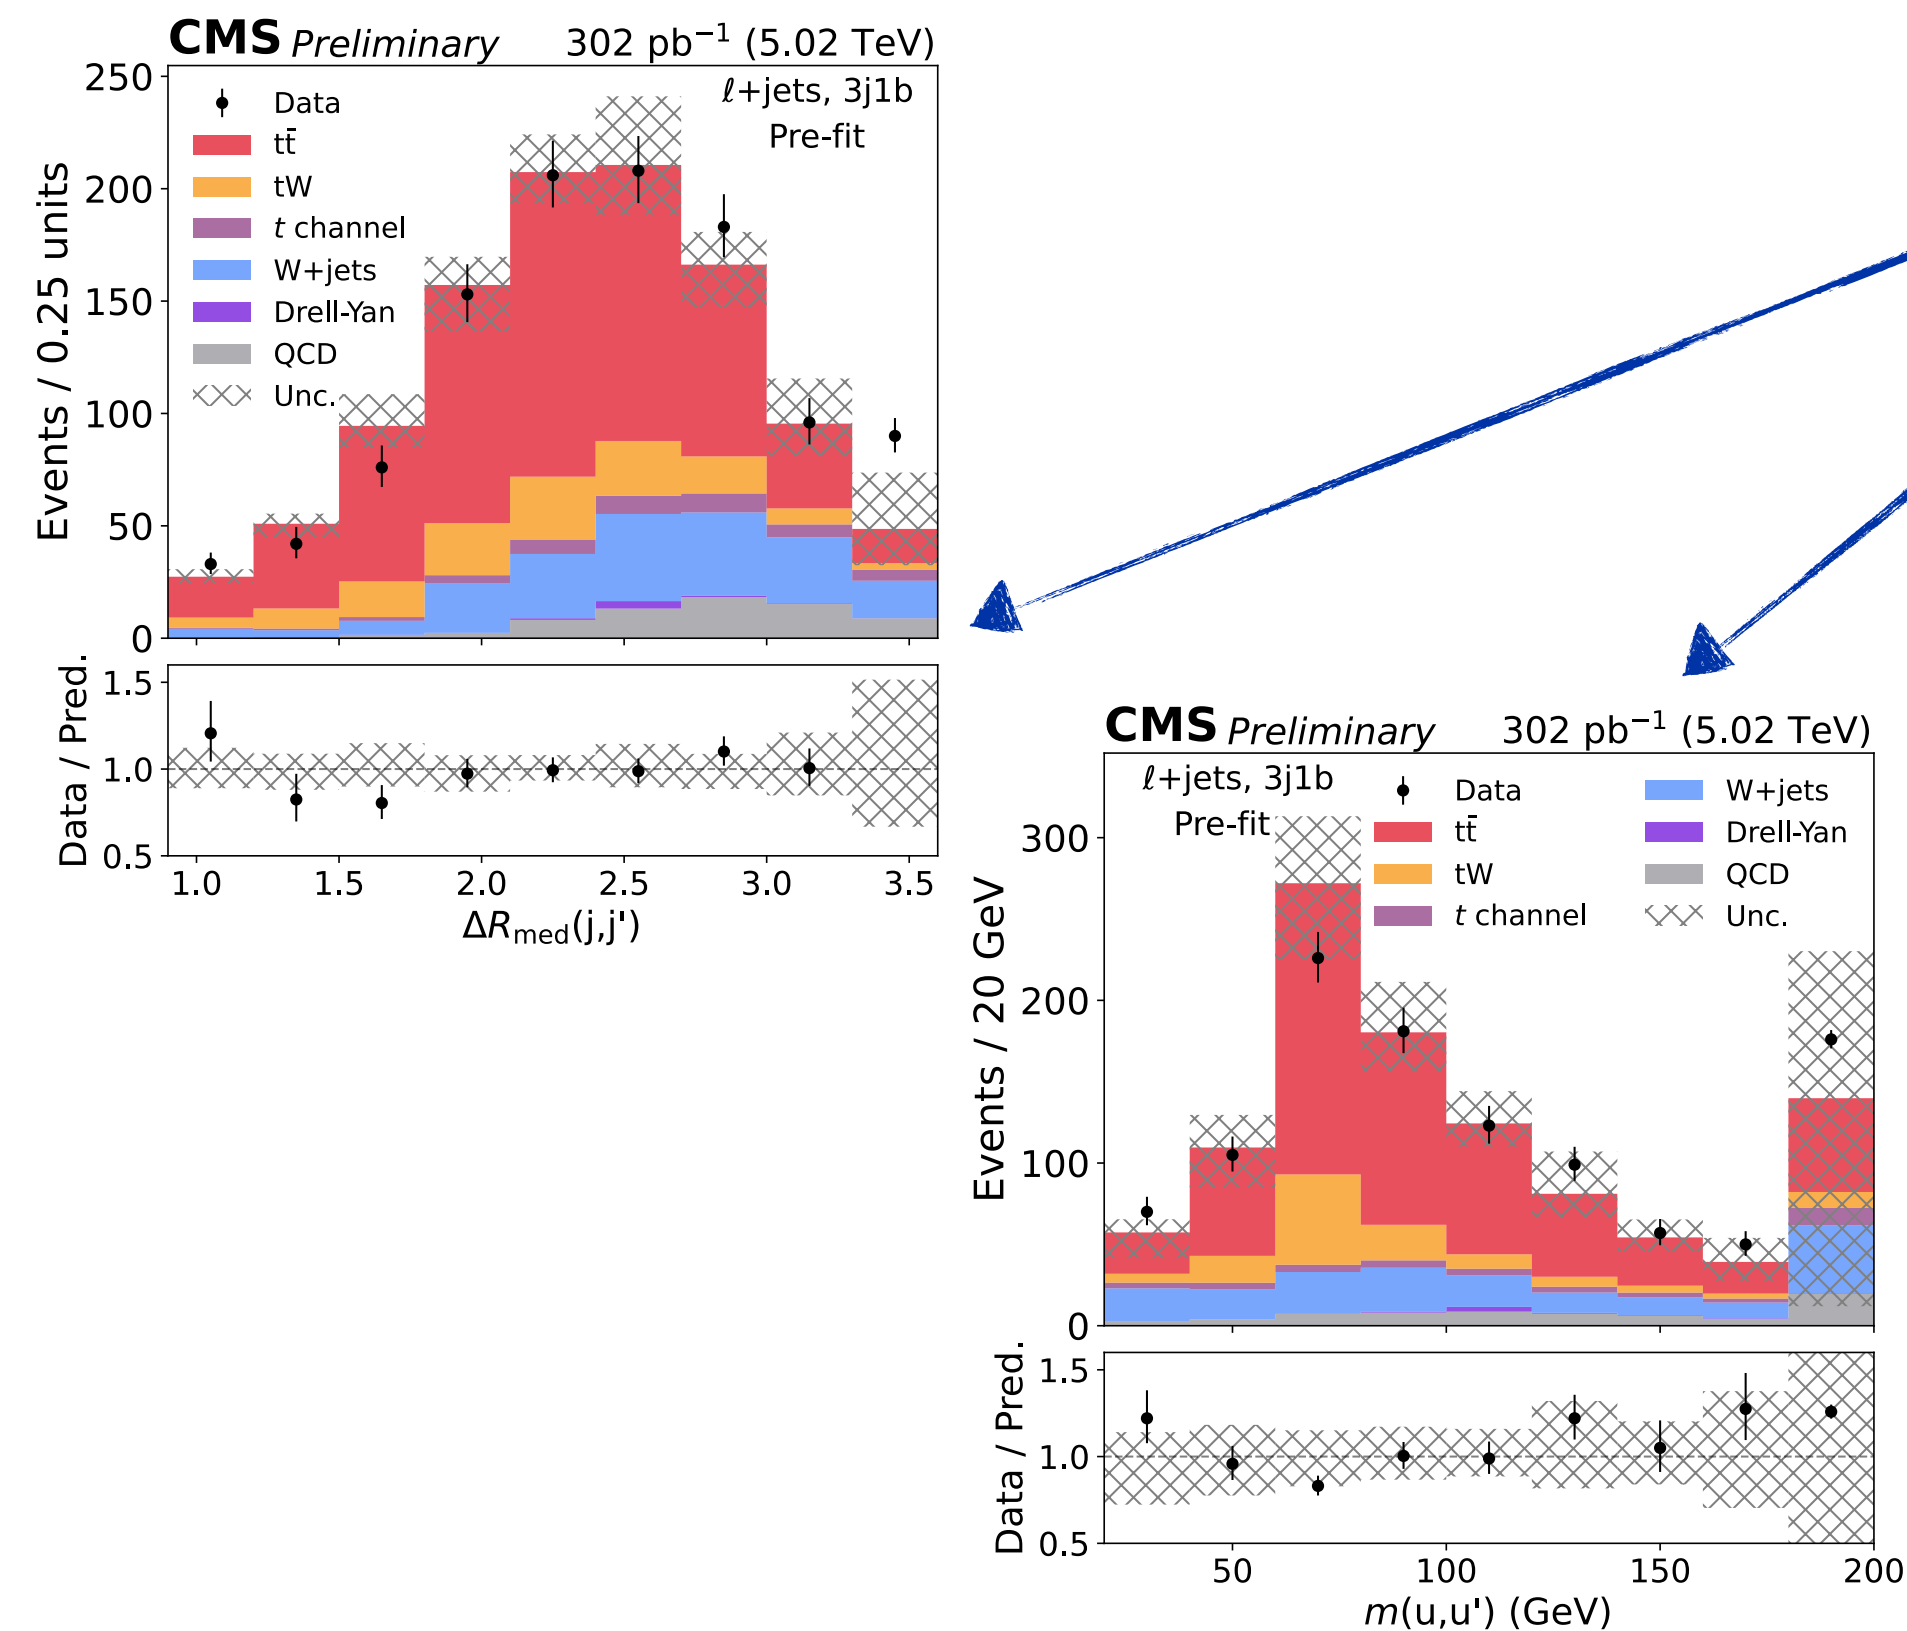 CMS Preliminary 302 pb⁻¹ (5.02 TeV)
ℓ+jets, 3j1b
Pre-fit
Data
tt̄
tW
t channel
W+jets
Drell-Yan
QCD
Unc.
Events / 0.25 units
250
200
150
100
50
0
Data / Pred.
1.5
1.0
0.5
1.0 1.5 2.0 2.5 3.0 3.5
ΔR_med(j,j')
CMS Preliminary 302 pb⁻¹ (5.02 TeV)
ℓ+jets, 3j1b
Pre-fit
Data
tt̄
tW
t channel
W+jets
Drell-Yan
QCD
Unc.
Events / 20 GeV
300
200
100
0
Data / Pred.
1.5
1.0
0.5
50 100 150 200
m(u,u') (GeV)